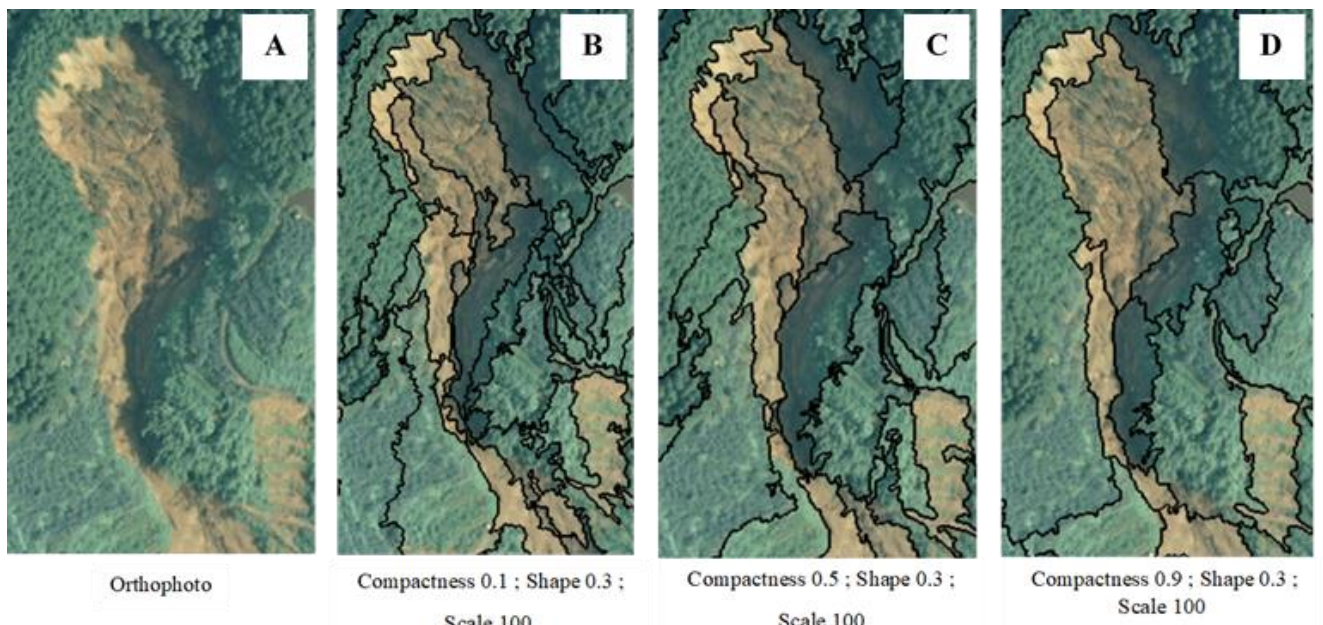 A
B
C
D
Orthophoto
Compactness 0.1 ; Shape 0.3 ;
Scale 100
Compactness 0.5 ; Shape 0.3 ;
Scale 100
Compactness 0.9 ; Shape 0.3 ;
Scale 100